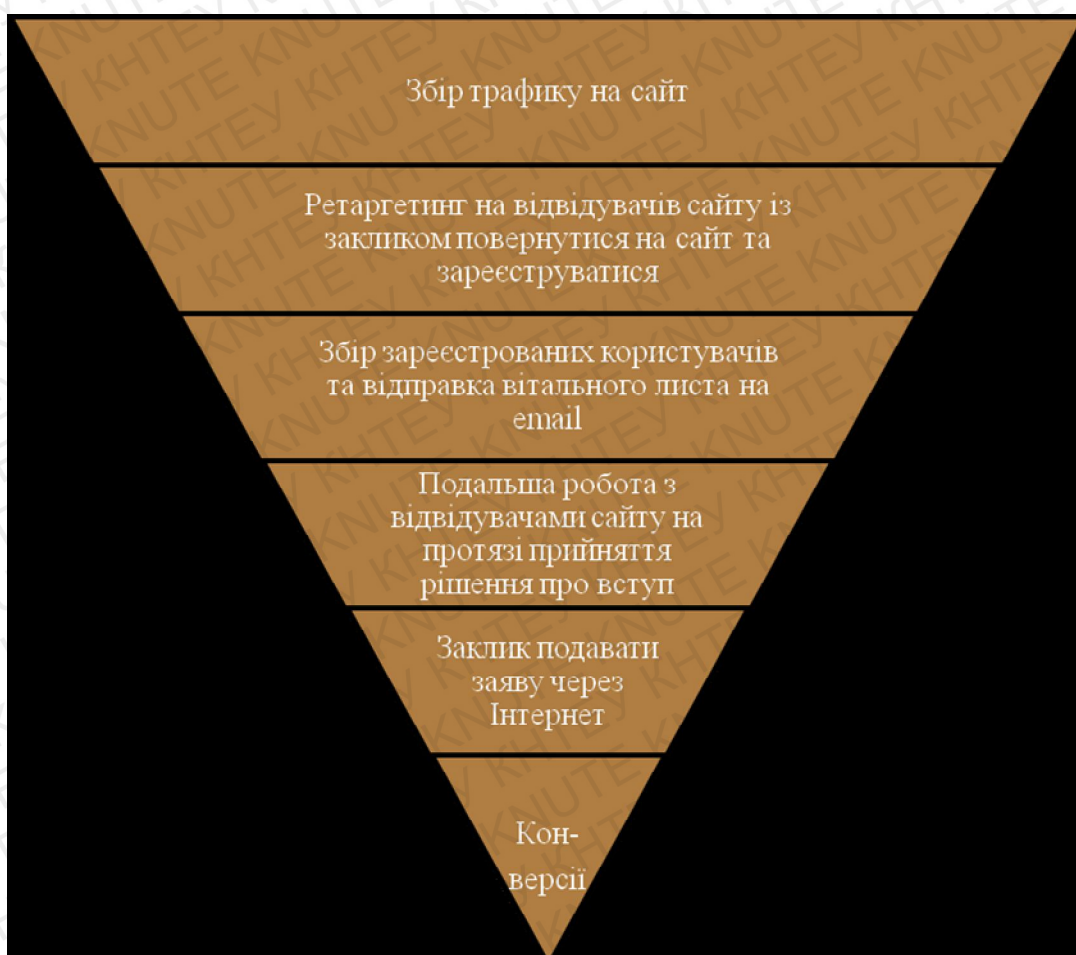 Збір трафику на сайт
Ретаргетинг на відвідувачів сайту із
закликом повернутися на сайт та
зареєструватися
Збір зареєстрованих користувачів
та відправка вітального листа на
email
Подальша робота з
відвідувачами сайту на
протязі прийняття
рішення про вступ
Заклик подавати
заяву через
Інтернет
Кон-
версії